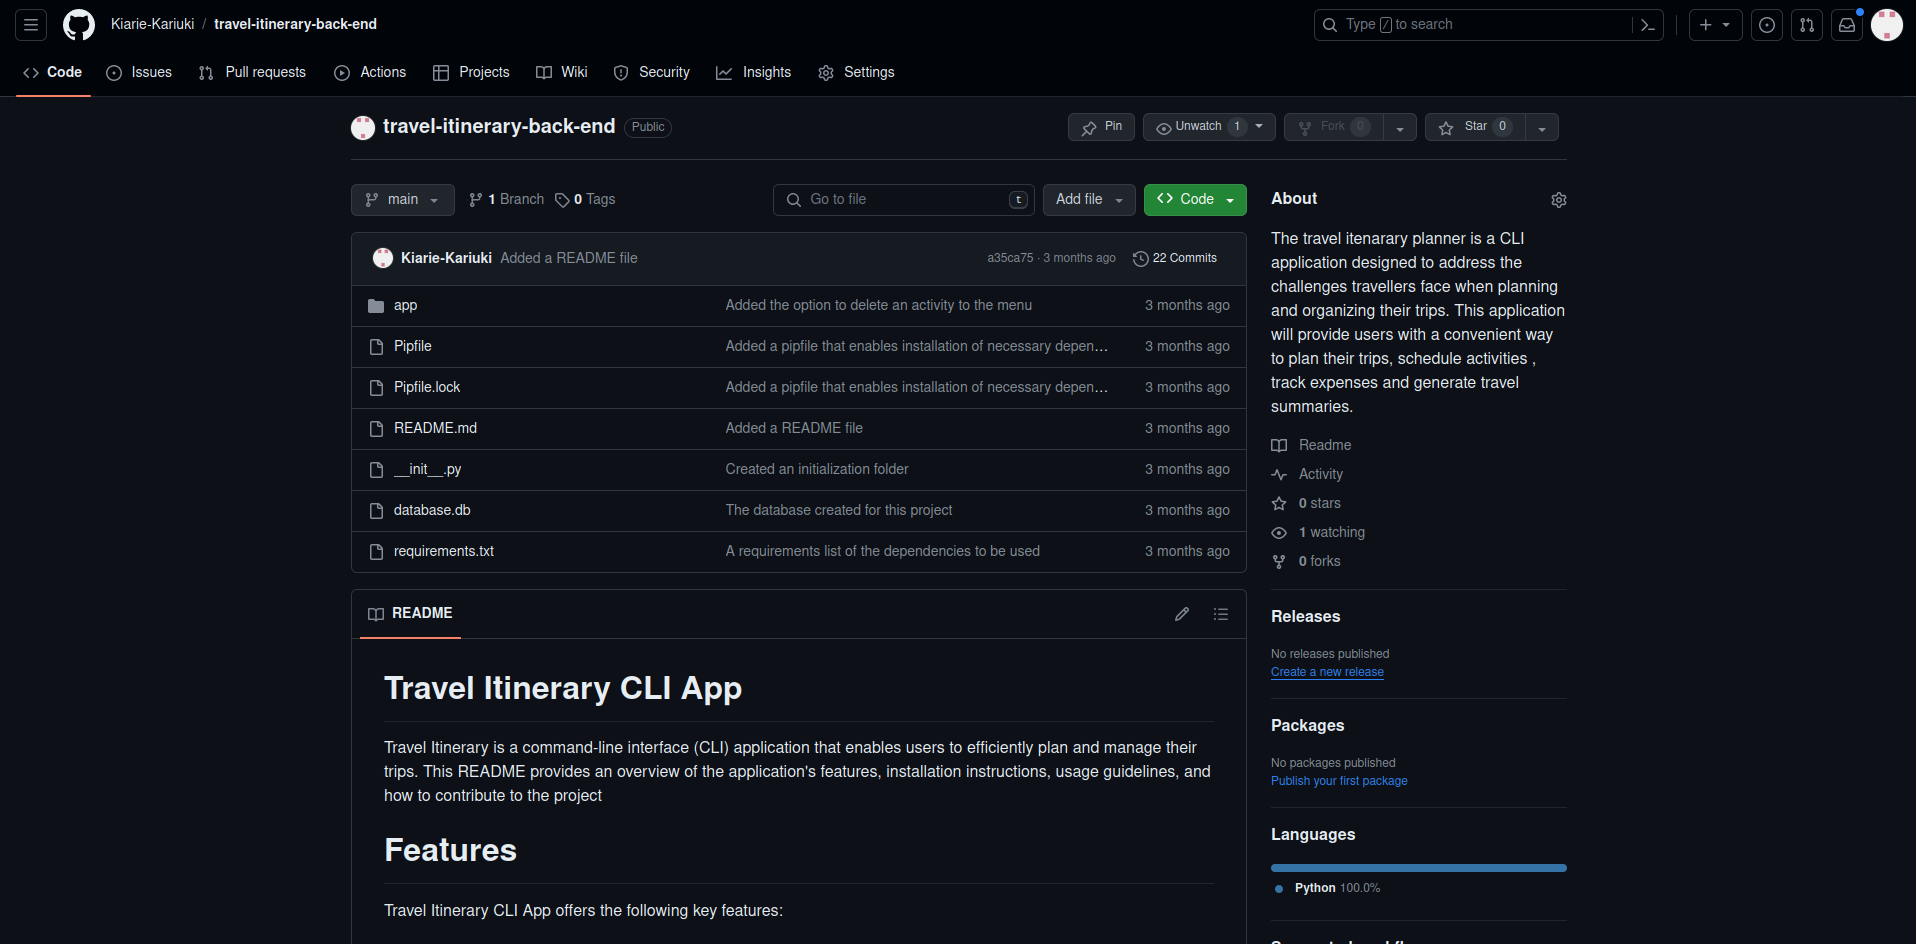 Kiarie-Kariuki / travel-itinerary-back-end
Type / to search
Code Issues Pull requests Actions Projects Wiki Security Insights Settings
travel-itinerary-back-end Public
Pin Unwatch 1 Fork 0 Star 0
main 1 Branch 0 Tags Go to file t Add file Code
Kiarie-Kariuki Added a README file a35ca75 · 3 months ago 22 Commits
app Added the option to delete an activity to the menu 3 months ago
Pipfile Added a pipfile that enables installation of necessary depen... 3 months ago
Pipfile.lock Added a pipfile that enables installation of necessary depen... 3 months ago
README.md Added a README file 3 months ago
__init__.py Created an initialization folder 3 months ago
database.db The database created for this project 3 months ago
requirements.txt A requirements list of the dependencies to be used 3 months ago
README
Travel Itinerary CLI App
Travel Itinerary is a command-line interface (CLI) application that enables users to efficiently plan and manage their
trips. This README provides an overview of the application's features, installation instructions, usage guidelines, and
how to contribute to the project
Features
Travel Itinerary CLI App offers the following key features:
About
The travel itenarary planner is a CLI
application designed to address the
challenges travellers face when planning
and organizing their trips. This application
will provide users with a convenient way
to plan their trips, schedule activities ,
track expenses and generate travel
summaries.
Readme
Activity
0 stars
1 watching
0 forks
Releases
No releases published
Create a new release
Packages
No packages published
Publish your first package
Languages
Python 100.0%